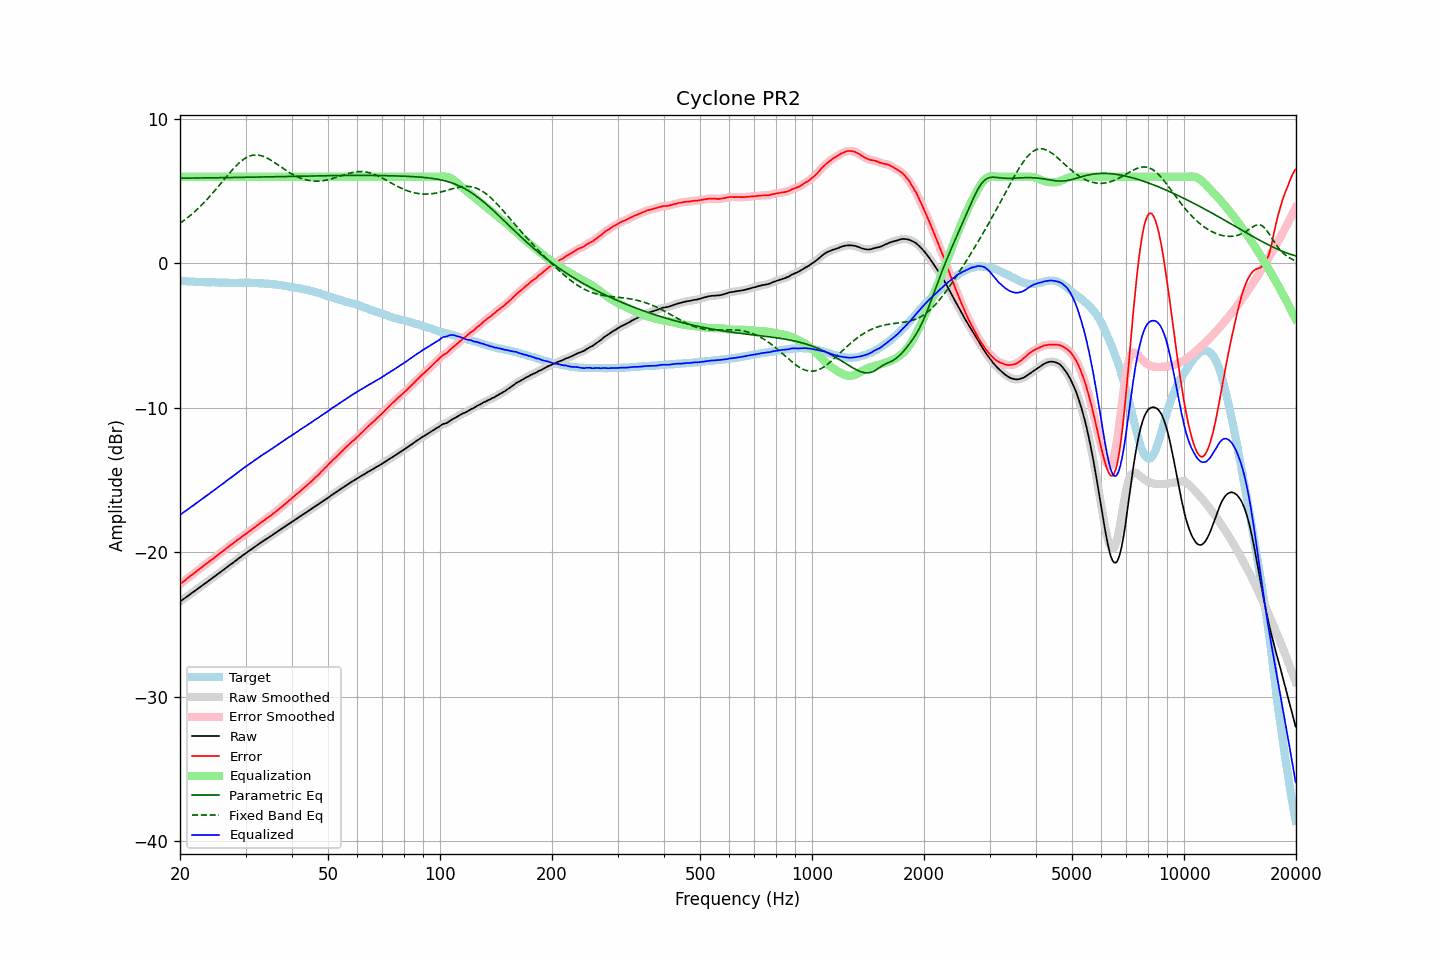 Cyclone PR2
Amplitude (dBr)
10
0
−10
−20
−30
−40
Target
Raw Smoothed
Error Smoothed
Raw
Error
Equalization
Parametric Eq
Fixed Band Eq
Equalized
20 50 100 200 500 1000 2000 5000 10000 20000
Frequency (Hz)